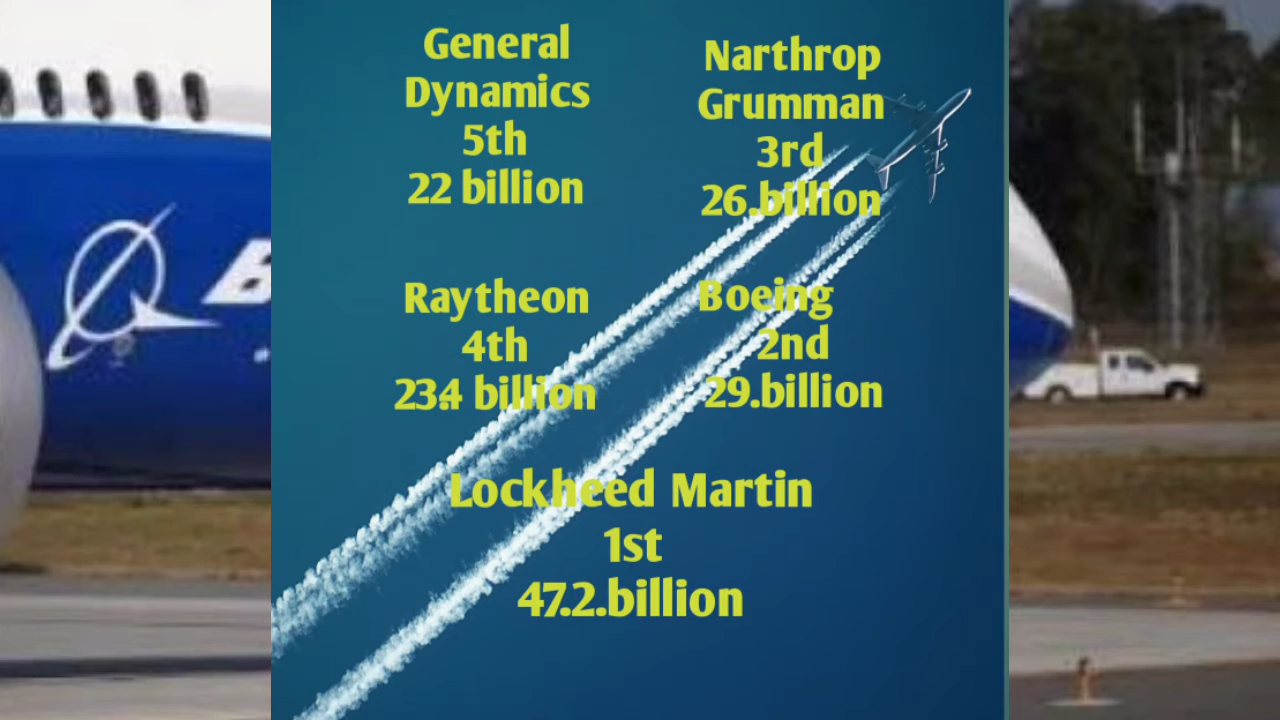 General
Dynamics
5th
22 billion
Narthrop
Grumman
3rd
26.billion
Raytheon
4th
23.4 billion
Boeing
2nd
29.billion
Lockheed Martin
1st
47.2.billion